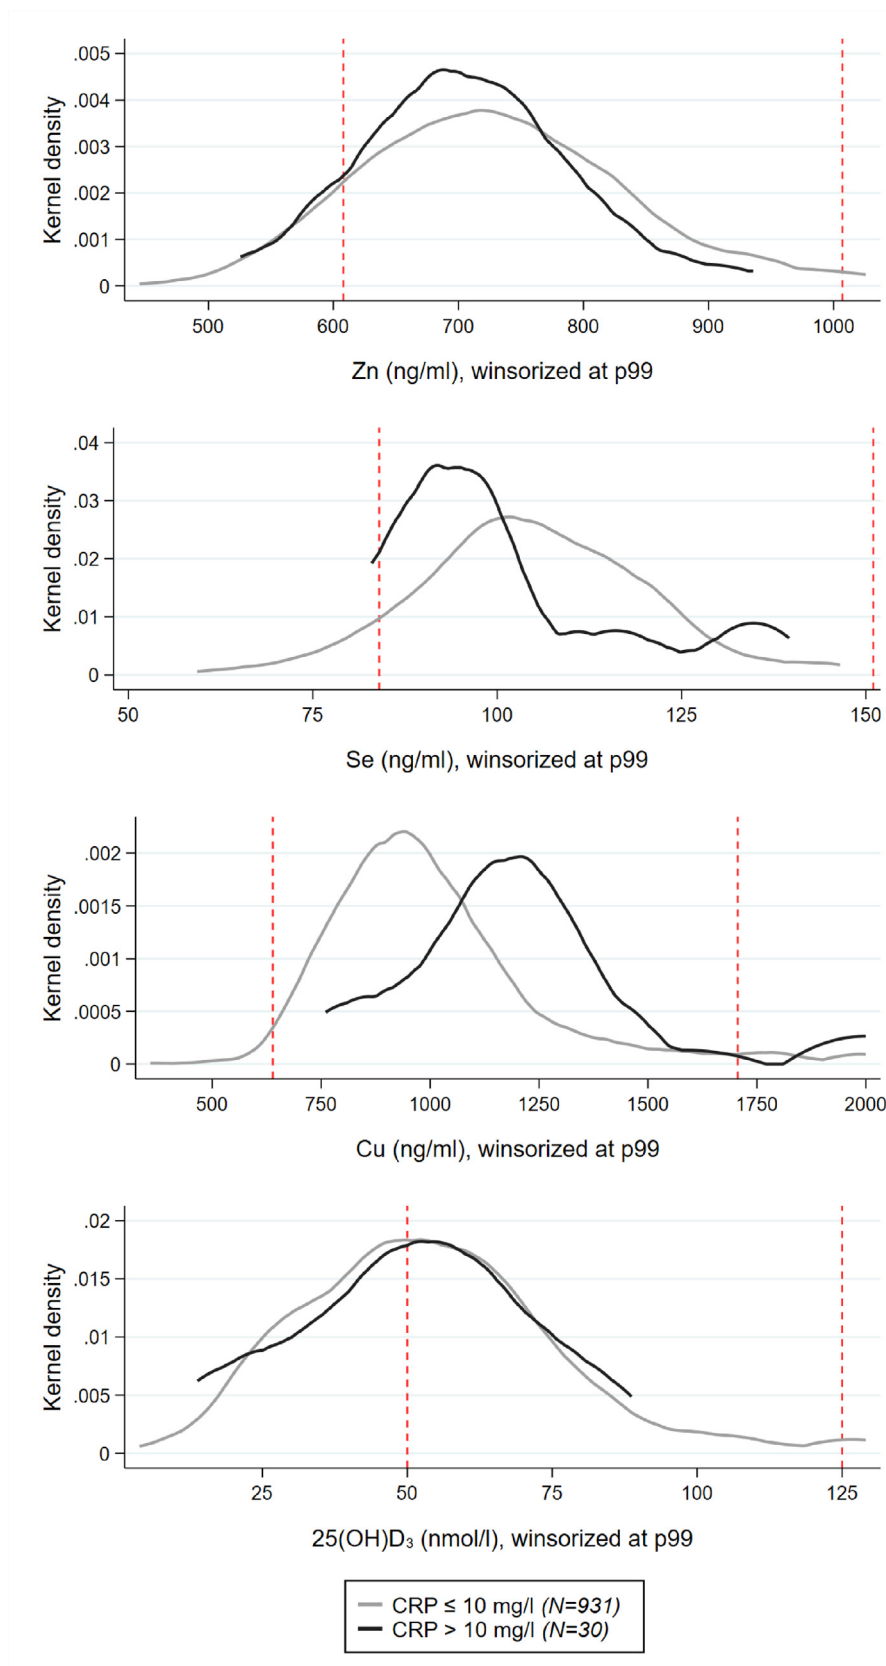 Kernel density
.005
.004
.003
.002
.001
0
500 600 700 800 900 1000
Zn (ng/ml), winsorized at p99
Kernel density
.04
.03
.02
.01
0
50 75 100 125 150
Se (ng/ml), winsorized at p99
Kernel density
.002
.0015
.001
.0005
0
500 750 1000 1250 1500 1750 2000
Cu (ng/ml), winsorized at p99
Kernel density
.02
.015
.01
.005
0
25 50 75 100 125
25(OH)D₃ (nmol/l), winsorized at p99
CRP ≤ 10 mg/l (N=931)
CRP > 10 mg/l (N=30)